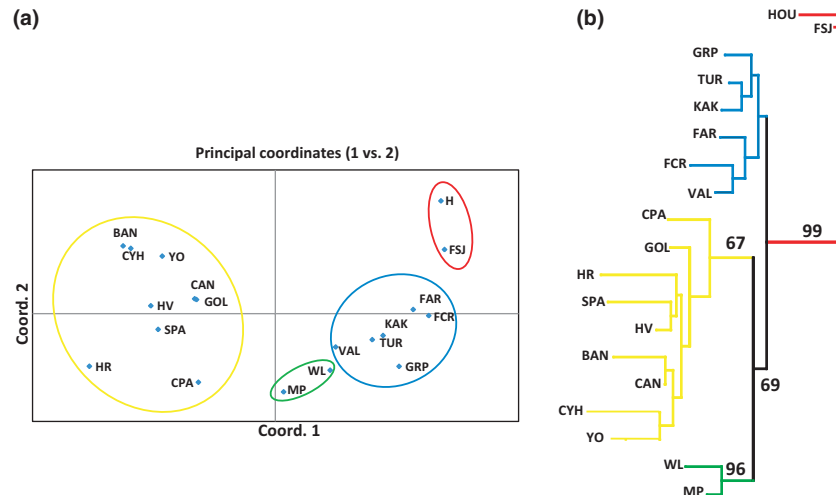 (a)
Principal coordinates (1 vs. 2)
H
BAN
CYH
YO
FSJ
CAN
GOL
HV
FAR
FCR
SPA
KAK
TUR
VAL
HR
WL
GRP
CPA
MP
Coord. 2
Coord. 1
(b)
HOU
FSJ
GRP
TUR
KAK
FAR
FCR
VAL
CPA
99
67
GOL
HR
SPA
HV
BAN
CAN
69
CYH
YO
WL
96
MP